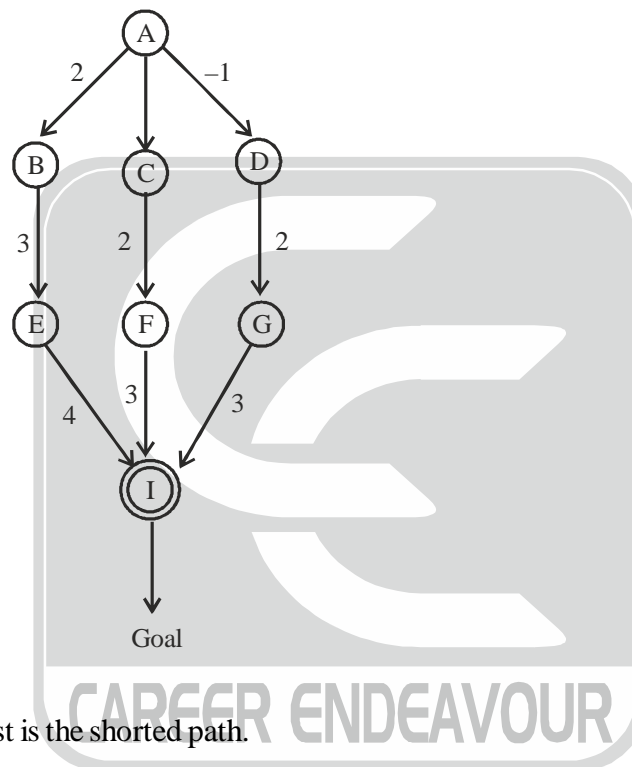 A
2
–1
B
C
D
3
2
2
E
F
G
4
3
3
I
Goal
CAREER ENDEAVOUR
st is the shorted path.